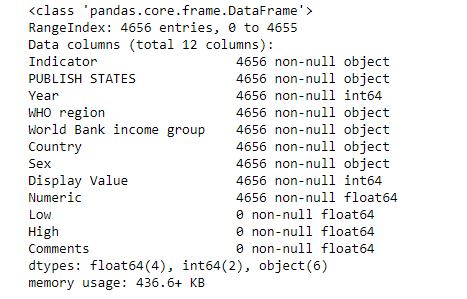 <class 'pandas.core.frame.DataFrame'>
RangeIndex: 4656 entries, 0 to 4655
Data columns (total 12 columns):
Indicator                  4656 non-null object
PUBLISH STATES             4656 non-null object
Year                       4656 non-null int64
WHO region                 4656 non-null object
World Bank income group    4656 non-null object
Country                    4656 non-null object
Sex                        4656 non-null object
Display Value              4656 non-null int64
Numeric                    4656 non-null float64
Low                        0 non-null float64
High                       0 non-null float64
Comments                   0 non-null float64
dtypes: float64(4), int64(2), object(6)
memory usage: 436.6+ KB